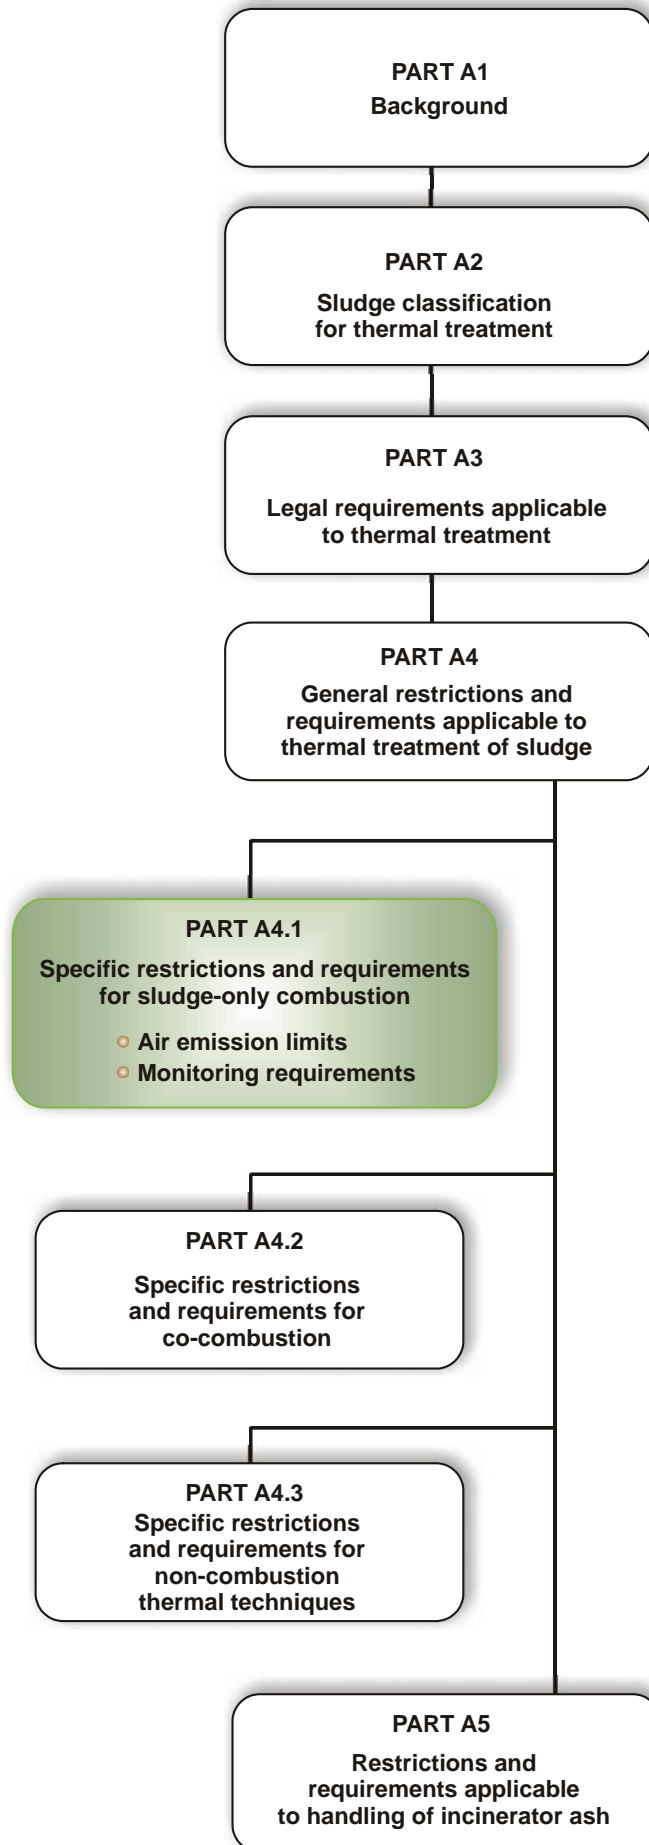 PART A1
Background
PART A2
Sludge classification
for thermal treatment
PART A3
Legal requirements applicable
to thermal treatment
PART A4
General restrictions and
requirements applicable to
thermal treatment of sludge
PART A4.1
Specific restrictions and requirements
for sludge-only combustion
Air emission limits
Monitoring requirements
PART A4.2
Specific restrictions
and requirements for
co-combustion
PART A4.3
Specific restrictions
and requirements for
non-combustion
thermal techniques
PART A5
Restrictions and
requirements applicable
to handling of incinerator ash